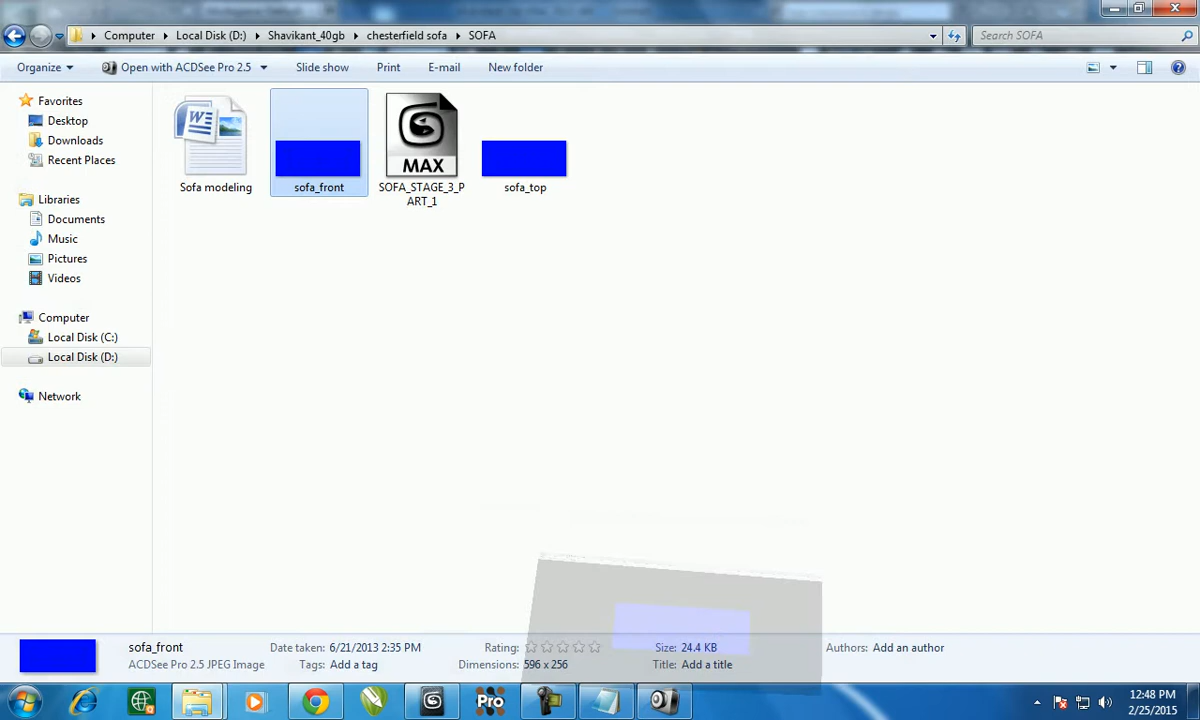 Computer Local Disk (D:) Shavikant_40gb chesterfield sofa SOFA
Search SOFA
Organize Open with ACDSee Pro 2.5 Slide show Print E-mail New folder
Favorites
Desktop
Downloads
Recent Places
Libraries
Documents
Music
Pictures
Videos
Computer
Local Disk (C:)
Local Disk (D:)
Network
MAX
Sofa modeling
sofa_front
SOFA_STAGE_3_P
ART_1
sofa_top
sofa_front Date taken: 6/21/2013 2:35 PM Rating: Size: 24.4 KB Authors: Add an author
ACDSee Pro 2.5 JPEG Image Tags: Add a tag Dimensions: 596 x 256 Title: Add a title
Pro
12:48 PM
2/25/2015